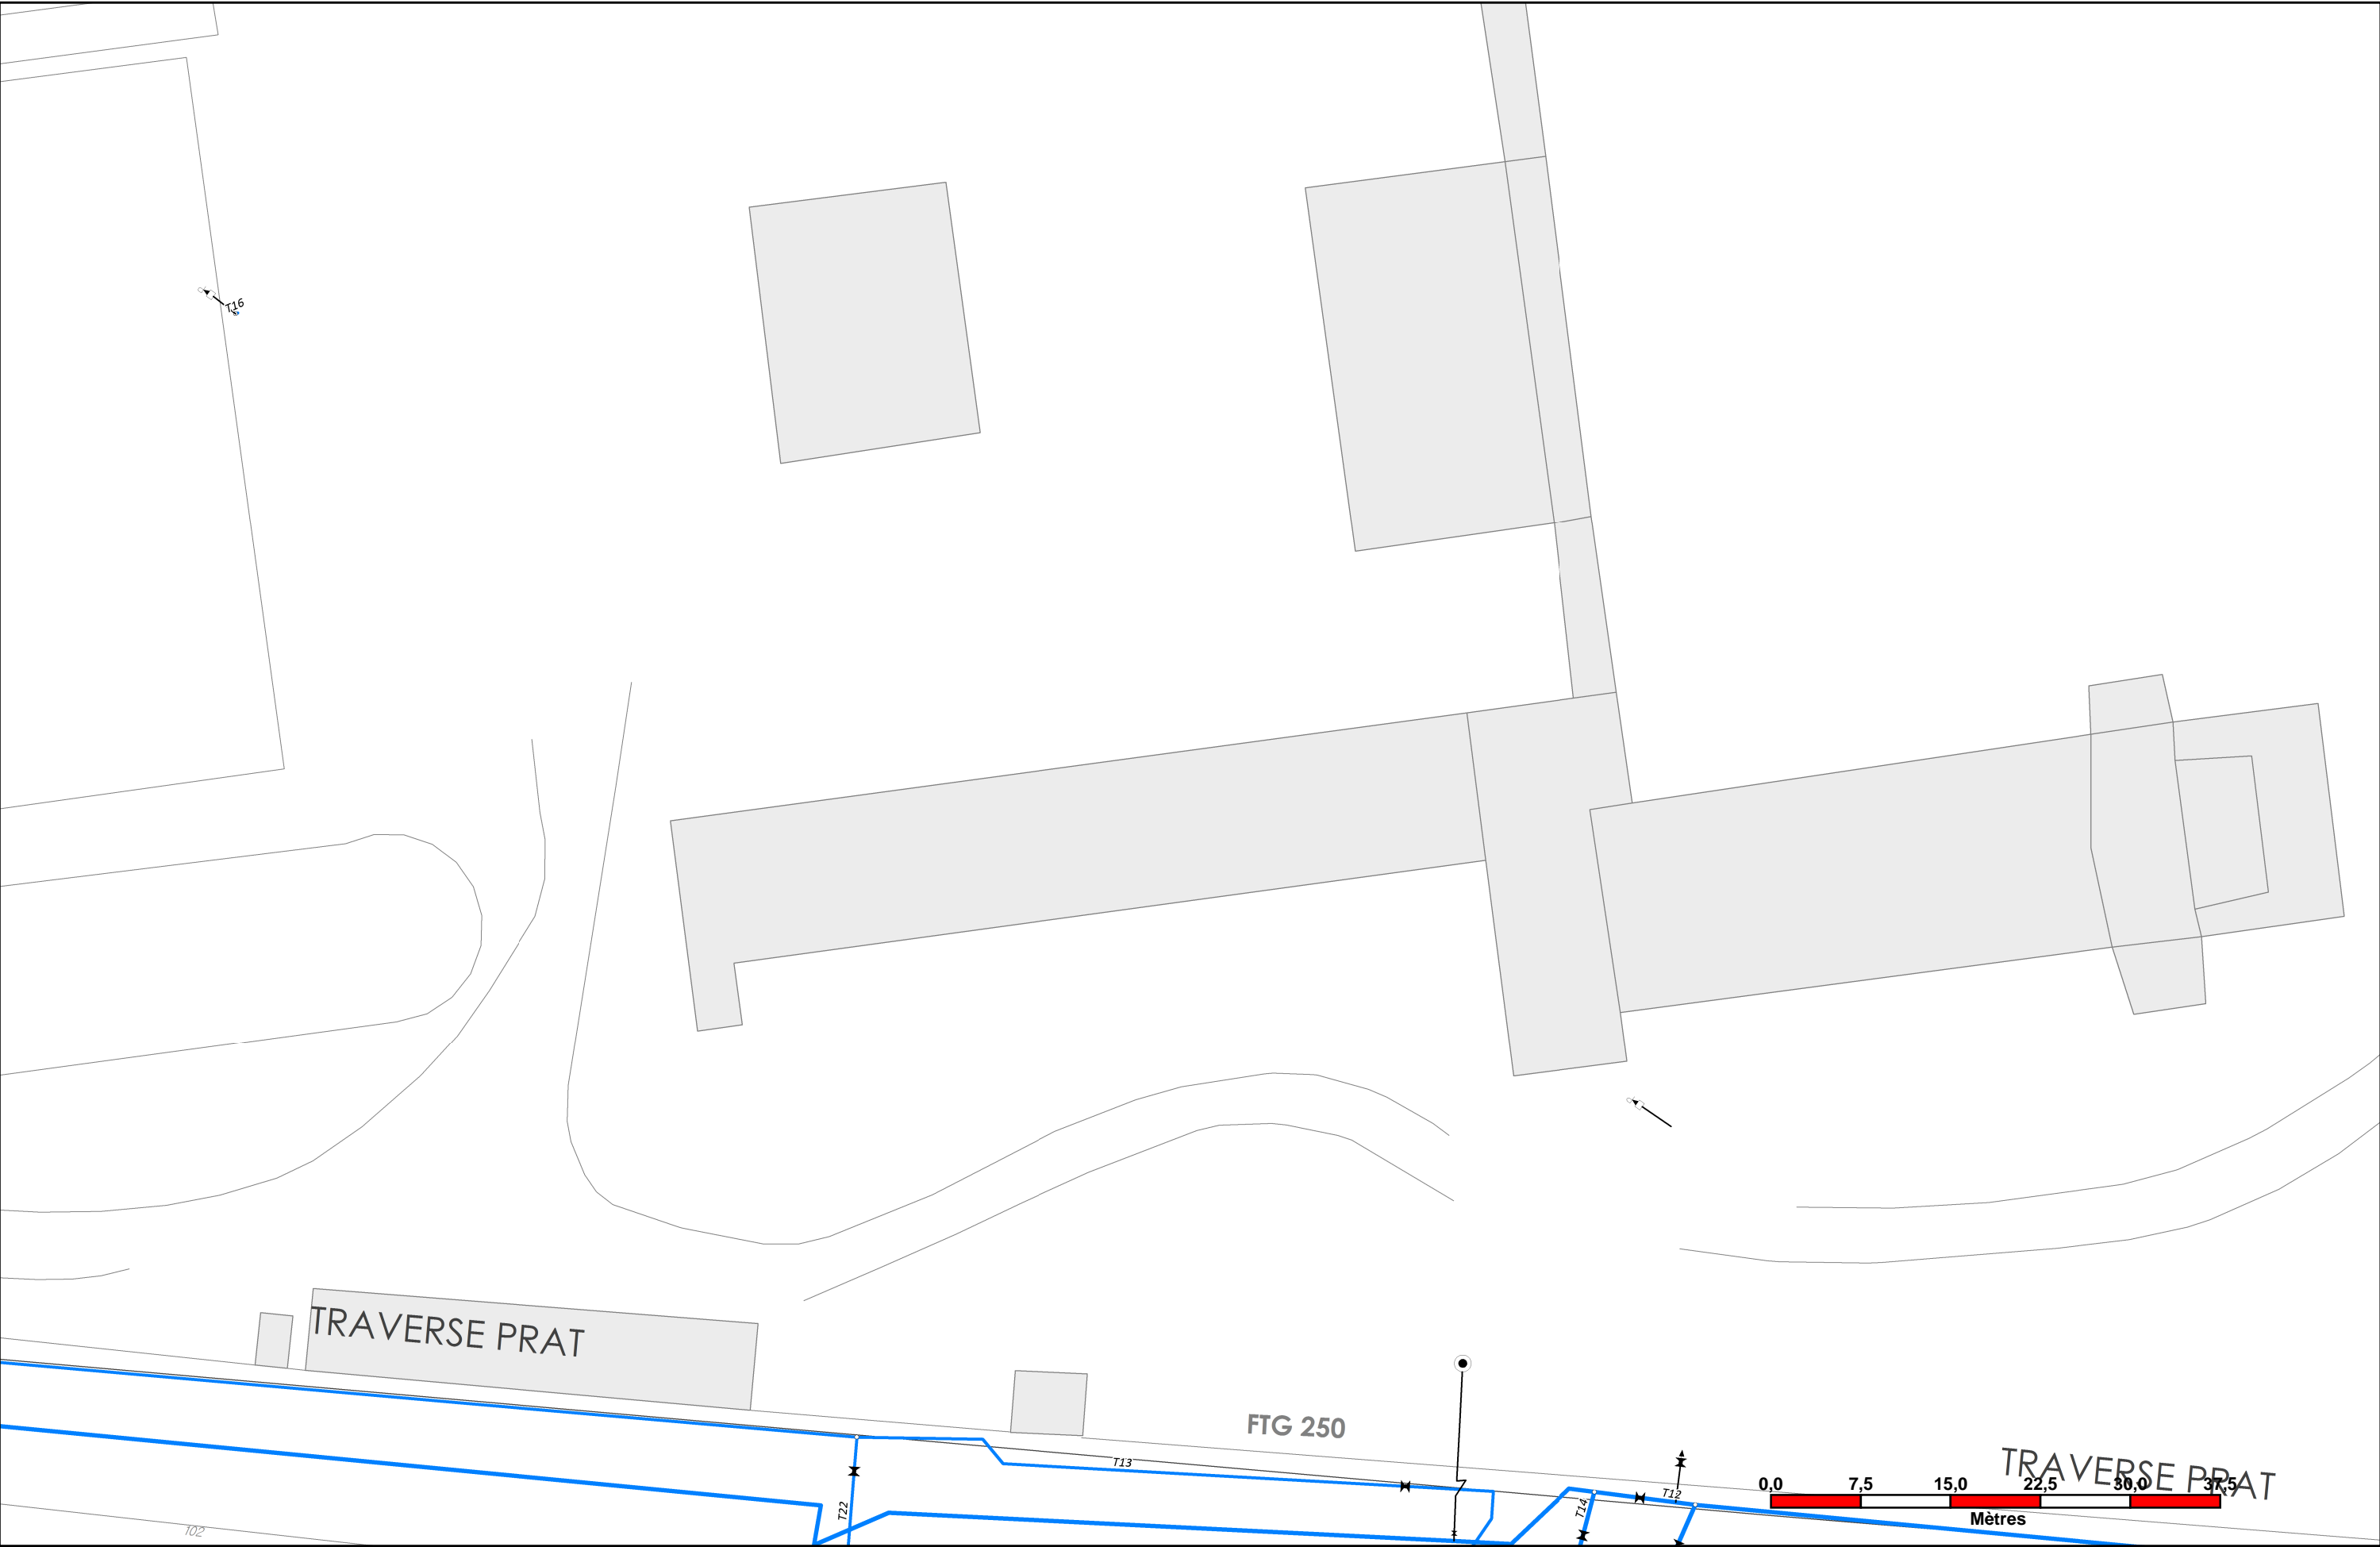 T16
TRAVERSE PRAT
FTG 250
TRAVERSE PRAT
T13
T22
T14
T12
0,0 7,5 15,0 22,5 30,0 37,5
Mètres
T02